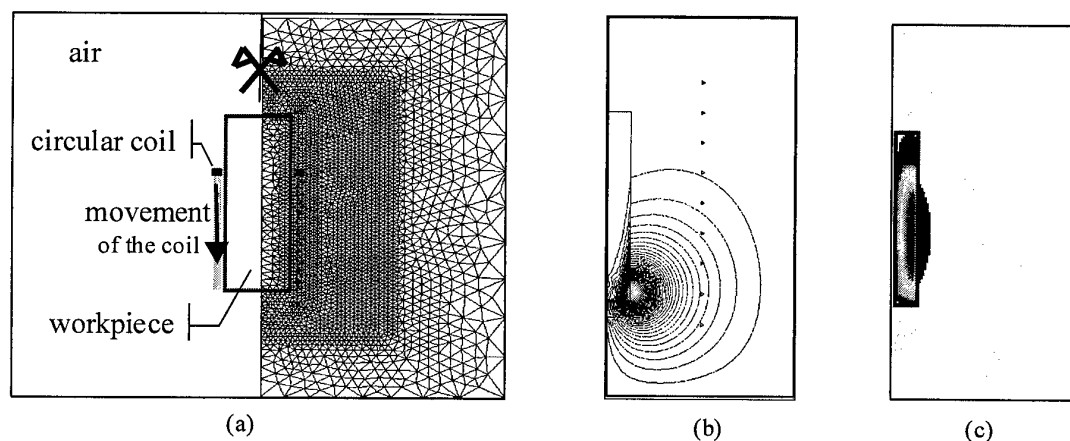 air
circular coil
movement
of the coil
workpiece
(a)
(b)
(c)